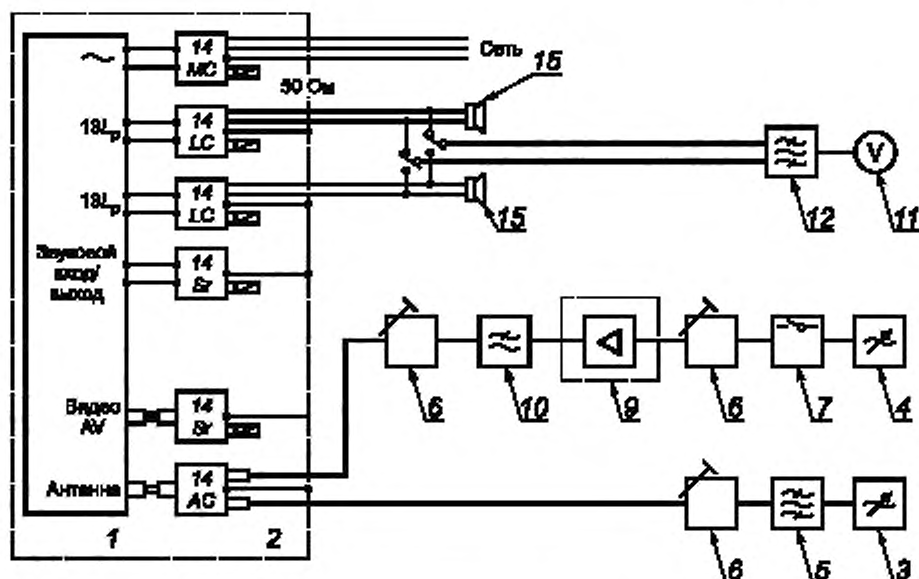 14
MC
Сеть
50 Ом
15
14
LC
14
LC
15
12
V
11
Звуковой
вход/
выход
14
Sr
6
10
9
6
7
4
Видео
AV
14
Sr
Антенна
14
AC
1
2
6
5
3